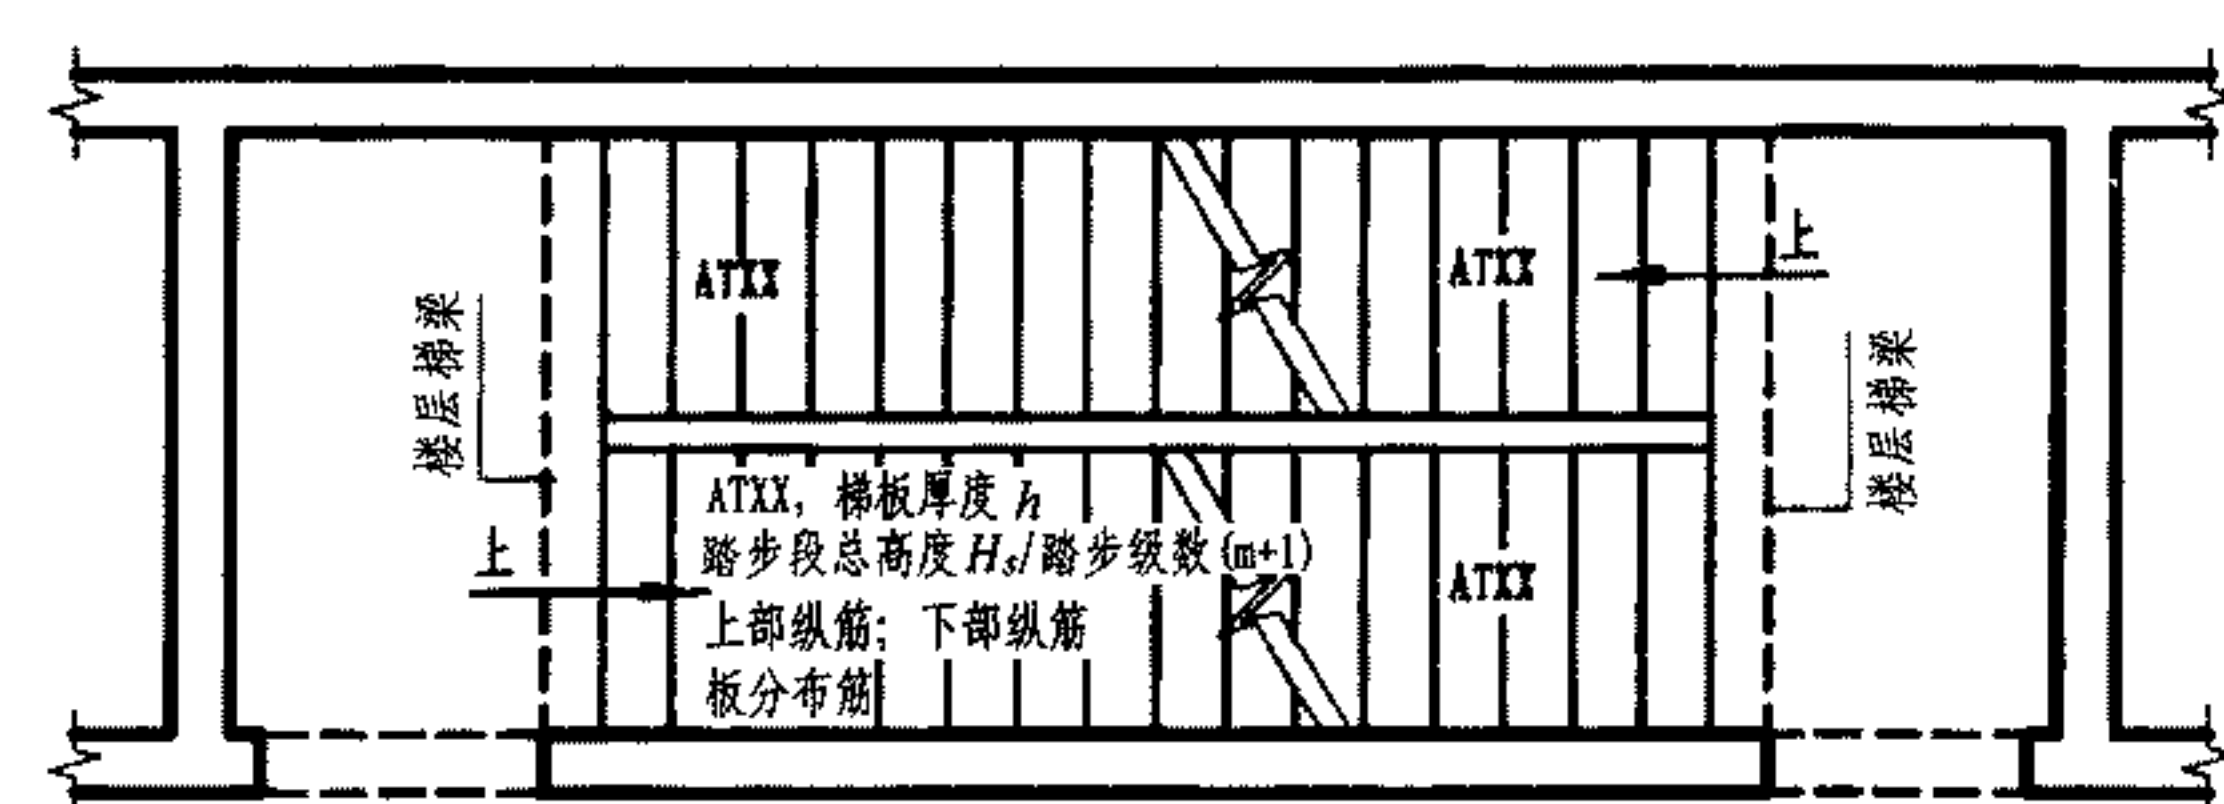 ATXX
ATXX
上
楼层梯梁
楼层梯梁
ATXX，梯板厚度 h
踏步段总高度 Hs/踏步级数(m+1)
上部纵筋；下部纵筋
板分布筋
上
ATXX